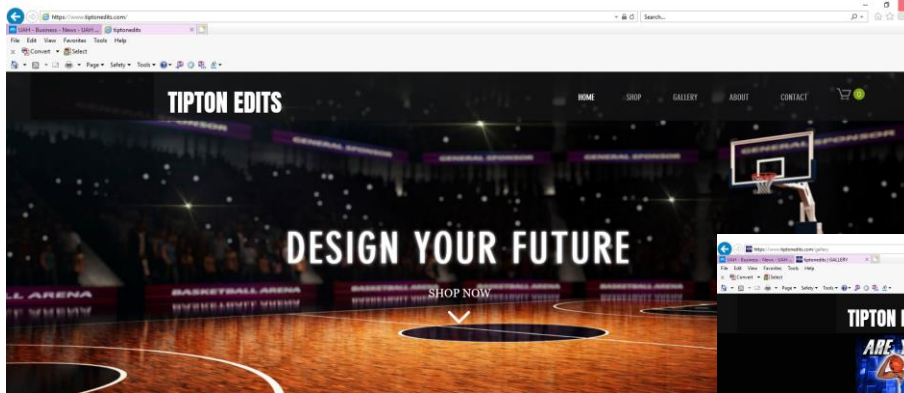 https://www.tiptonedits.com/
Search...
UAH - Business - News - UAH ...
tiptonedits
File Edit View Favorites Tools Help
Convert Select
Page Safety Tools
TIPTON EDITS
HOME SHOP GALLERY ABOUT CONTACT 0
GENERAL SPONSOR
GENERAL SPONSOR
GENERAL SPONSOR
DESIGN YOUR FUTURE
BASKETBALL ARENA
BASKETBALL ARENA
SHOP NOW
https://www.tiptonedits.com/gallery
UAH - Business - News - UAH ...
tiptonedits | GALLERY
File Edit View Favorites Tools Help
Convert Select
Page Safety Tools
TIPTON
ARE